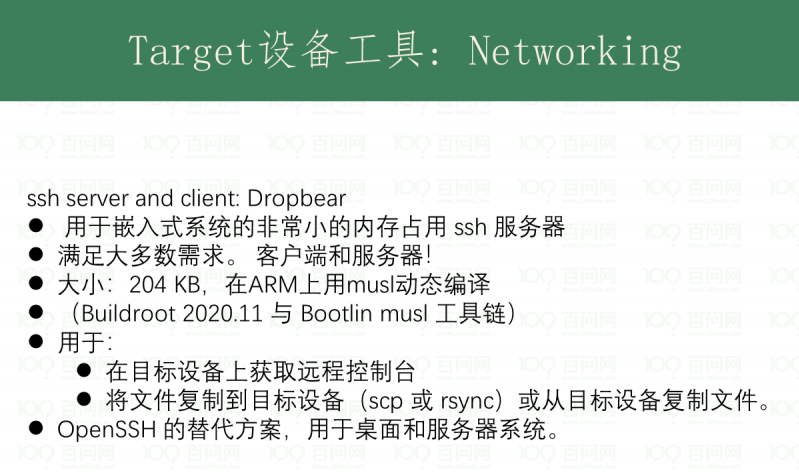 Target设备工具：Networking
ssh server and client: Dropbear
● 用于嵌入式系统的非常小的内存占用 ssh 服务器
● 满足大多数需求。 客户端和服务器!
● 大小：204 KB，在ARM上用musl动态编译
● （Buildroot 2020.11 与 Bootlin musl 工具链）
● 用于：
● 在目标设备上获取远程控制台
● 将文件复制到目标设备（scp 或 rsync）或从目标设备复制文件。
● OpenSSH 的替代方案，用于桌面和服务器系统。